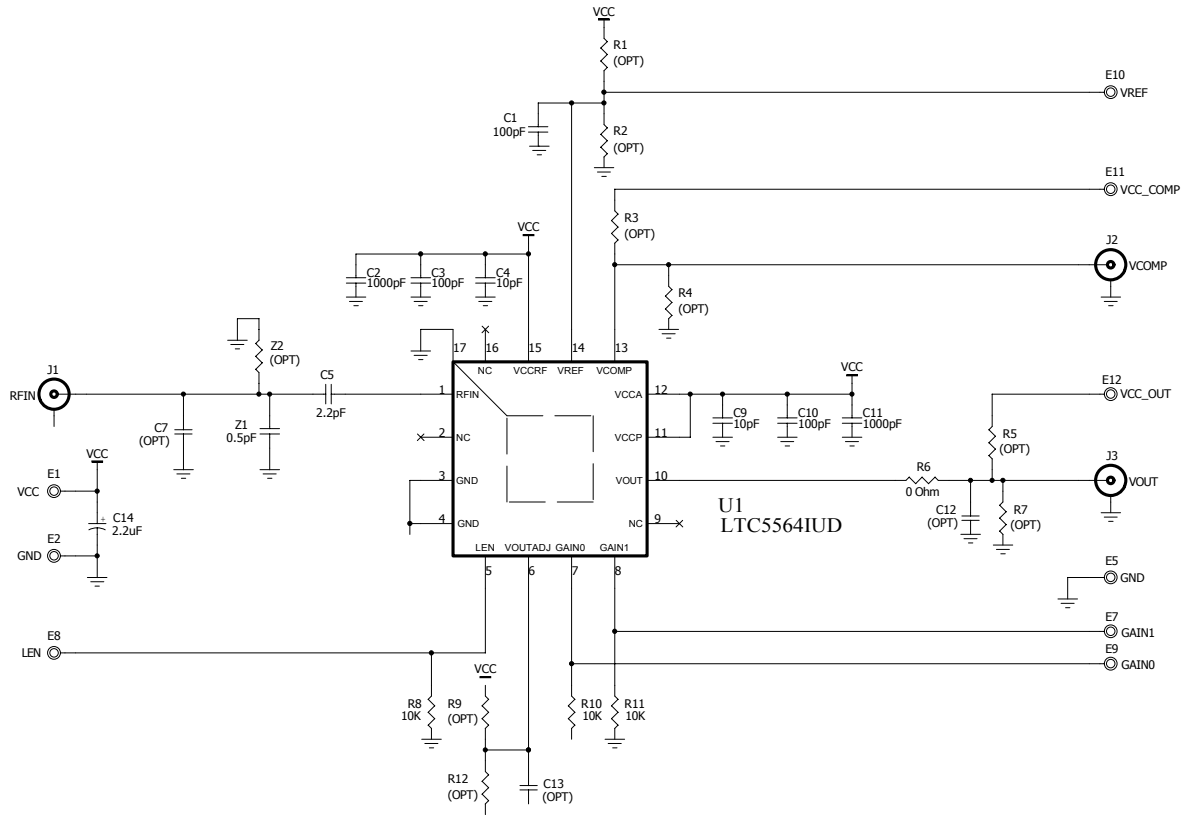 VCC
R1
(OPT)
E10
VREF
C1
100pF
R2
(OPT)
E11
VCC_COMP
R3
(OPT)
VCC
J2
VCOMP
C2
1000pF
C3
100pF
C4
10pF
R4
(OPT)
Z2
(OPT)
17
16
15
14
13
NC
VCCRF
VREF
VCOMP
VCC
J1
RFIN
C5
2.2pF
1
RFIN
VCCA
12
E12
VCC_OUT
C7
(OPT)
Z1
0.5pF
2
NC
VCCP
11
C9
10pF
C10
100pF
C11
1000pF
R5
(OPT)
VCC
E1
VCC
3
GND
VOUT
10
R6
0 Ohm
J3
VOUT
C14
+
2.2uF
U1
LTC5564IUD
C12
(OPT)
R7
(OPT)
4
GND
NC
9
E2
GND
LEN
VOUTADJ
GAIN0
GAIN1
5
6
7
8
E5
GND
E7
GAIN1
E8
LEN
E9
GAIN0
VCC
R8
10K
R9
(OPT)
R10
10K
R11
10K
R12
(OPT)
C13
(OPT)